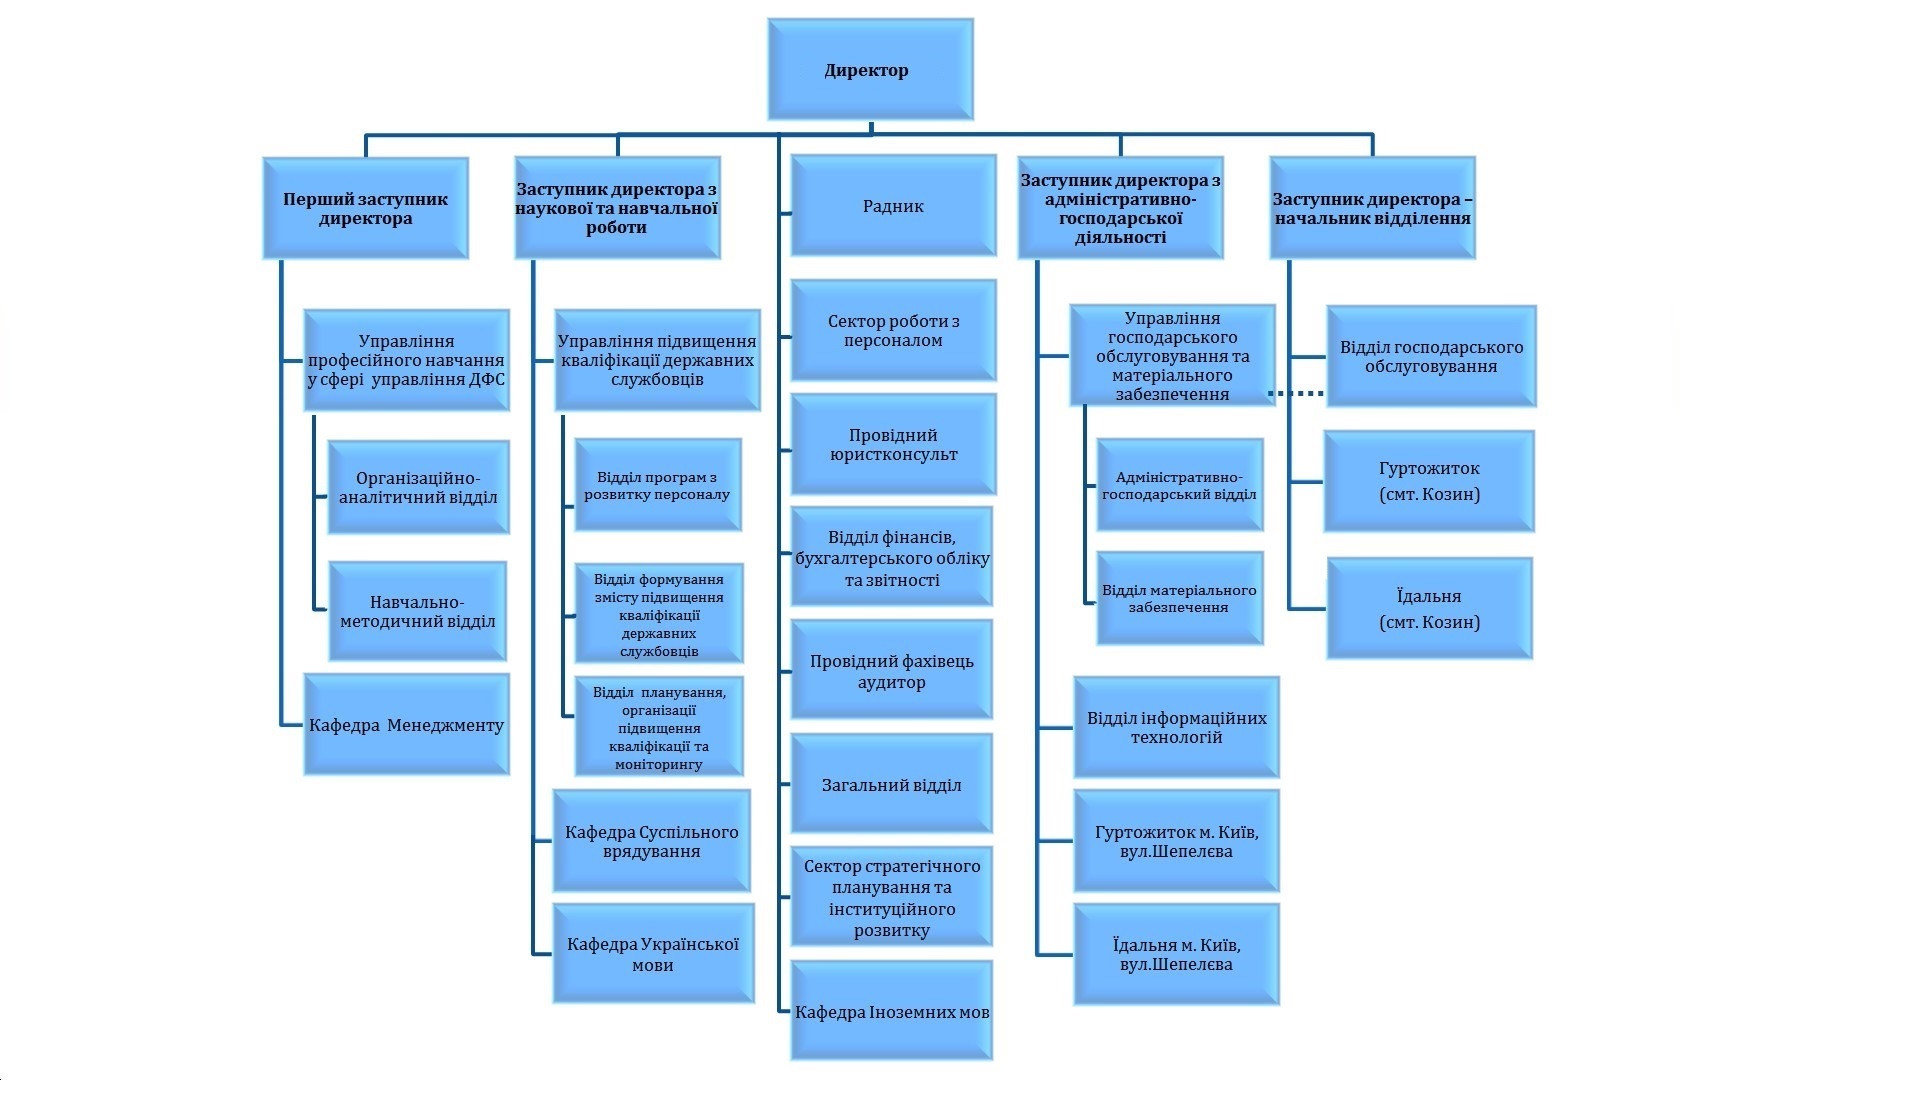 Директор
Перший заступник
директора
Управління
професійного навчання
у сфері управління ДФС
Організаційно-
аналітичний відділ
Навчально-
методичний відділ
Кафедра Менеджменту
Заступник директора з
наукової та навчальної
роботи
Управління підвищення
кваліфікації державних
службовців
Відділ програм з
розвитку персоналу
Відділ формування
змісту підвищення
кваліфікації
державних
службовців
Відділ планування,
організації
підвищення
кваліфікації та
моніторингу
Кафедра Суспільного
врядування
Кафедра Української
мови
Радник
Сектор роботи з
персоналом
Провідний
юристконсульт
Відділ фінансів,
бухгалтерського обліку
та звітності
Провідний фахівець
аудитор
Загальний відділ
Сектор стратегічного
планування та
інституційного
розвитку
Кафедра Іноземних мов
Заступник директора з
адміністративно-
господарської
діяльності
Управління
господарського
обслуговування та
матеріального
забезпечення
Адміністративно-
господарський відділ
Відділ матеріального
забезпечення
Відділ інформаційних
технологій
Гуртожиток м. Київ,
вул.Шепелєва
Їдальня м. Київ,
вул.Шепелєва
Заступник директора –
начальник відділення
Відділ господарського
обслуговування
Гуртожиток
(смт. Козин)
Їдальня
(смт. Козин)